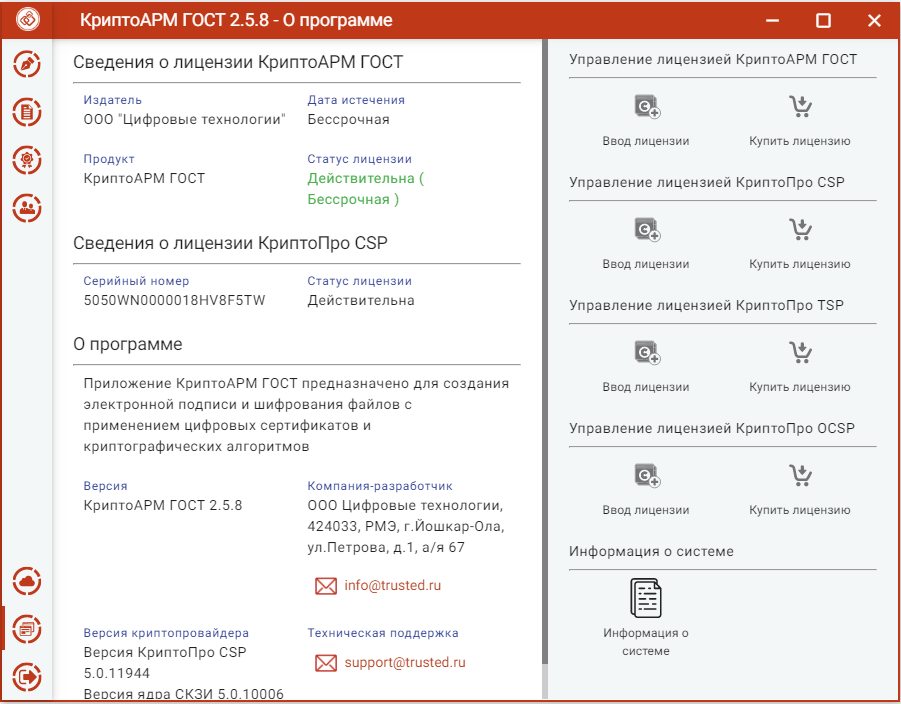 КриптоАРМ ГОСТ 2.5.8 - О программе
Сведения о лицензии КриптоАРМ ГОСТ
Издатель
ООО "Цифровые технологии"
Дата истечения
Бессрочная
Продукт
КриптоАРМ ГОСТ
Статус лицензии
Действительна (
Бессрочная )
Сведения о лицензии КриптоПро CSP
Серийный номер
5050WN0000018HV8F5TW
Статус лицензии
Действительна
О программе
Приложение КриптоАРМ ГОСТ предназначено для создания
электронной подписи и шифрования файлов с
применением цифровых сертификатов и
криптографических алгоритмов
Версия
КриптоАРМ ГОСТ 2.5.8
Компания-разработчик
ООО Цифровые технологии,
424033, РМЭ, г.Йошкар-Ола,
ул.Петрова, д.1, а/я 67
info@trusted.ru
Версия криптопровайдера
Версия КриптоПро CSP
5.0.11944
Версия ядра СКЗИ 5.0.10006
Техническая поддержка
support@trusted.ru
Управление лицензией КриптоАРМ ГОСТ
Ввод лицензии
Купить лицензию
Управление лицензией КриптоПро CSP
Ввод лицензии
Купить лицензию
Управление лицензией КриптоПро TSP
Ввод лицензии
Купить лицензию
Управление лицензией КриптоПро OCSP
Ввод лицензии
Купить лицензию
Информация о системе
Информация о
системе